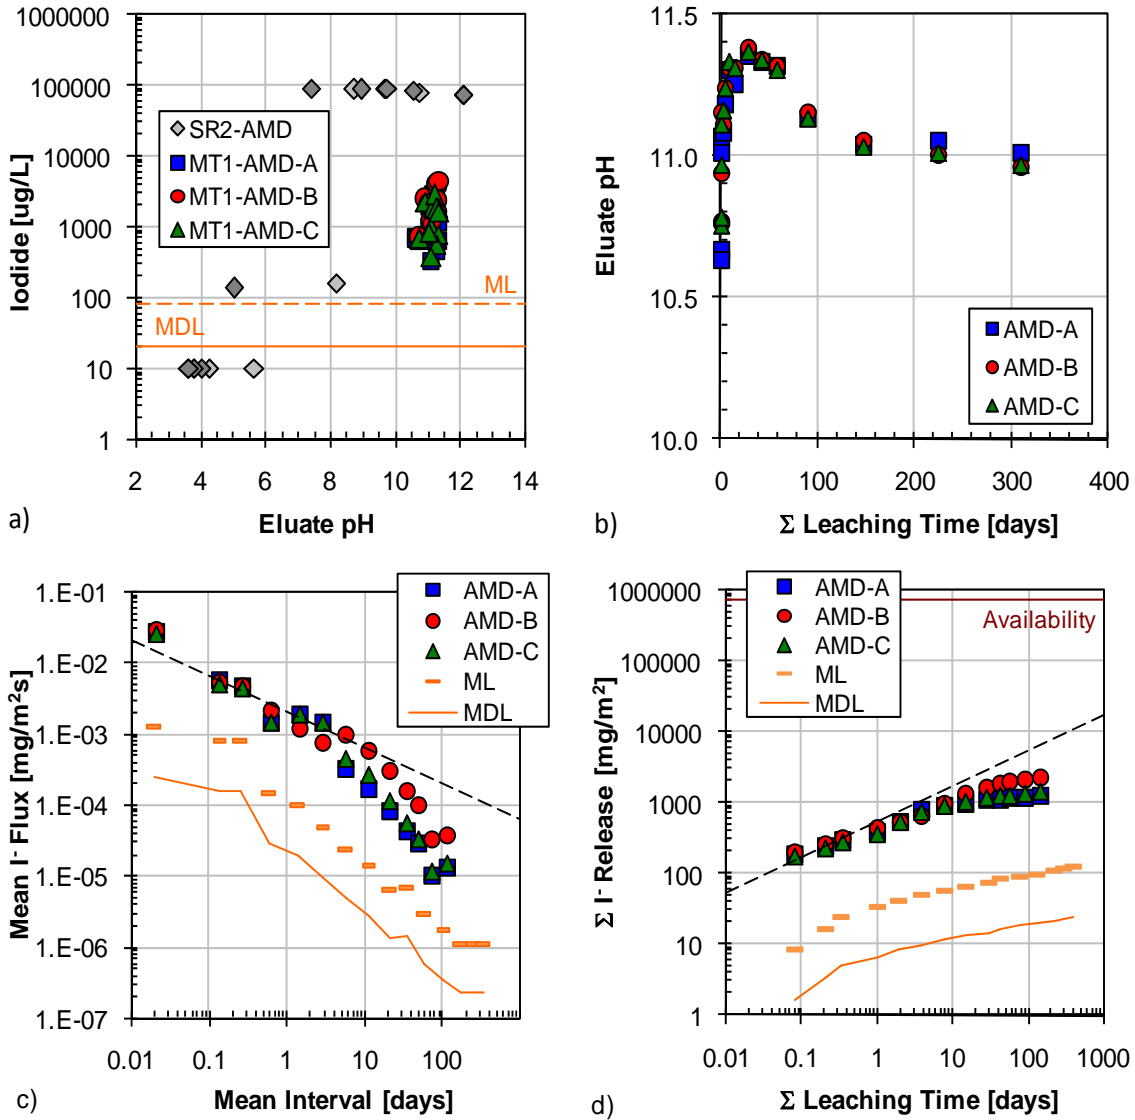 1000000
100000
10000
1000
100
10
1
Iodide [ug/L]
SR2-AMD
MT1-AMD-A
MT1-AMD-B
MT1-AMD-C
ML
MDL
2 4 6 8 10 12 14
Eluate pH
a)
11.5
11.0
10.5
10.0
Eluate pH
AMD-A
AMD-B
AMD-C
0 100 200 300 400
Σ Leaching Time [days]
b)
1.E-01
1.E-02
1.E-03
1.E-04
1.E-05
1.E-06
1.E-07
Mean I- Flux [mg/m2s]
AMD-A
AMD-B
AMD-C
ML
MDL
0.01 0.1 1 10 100
Mean Interval [days]
c)
1000000
100000
10000
1000
100
10
1
Σ I- Release [mg/m2]
AMD-A
AMD-B
AMD-C
ML
MDL
Availability
0.01 0.1 1 10 100 1000
Σ Leaching Time [days]
d)